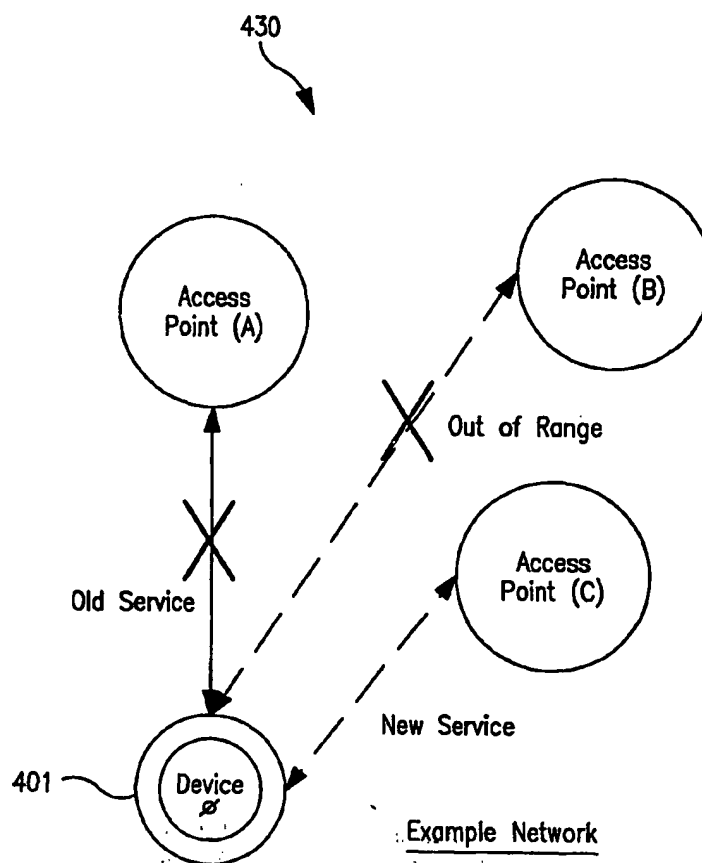 430
Access
Point (A)
Access
Point (B)
Out of Range
Access
Point (C)
Old Service
New Service
401
Device
ø
Example Network